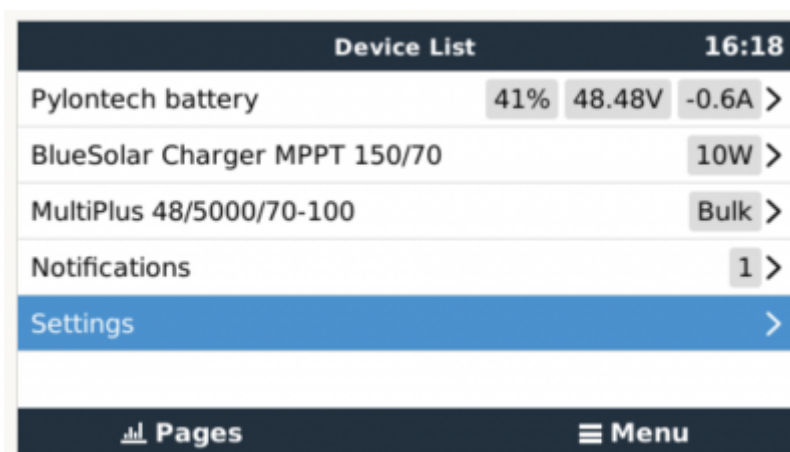 Device List 16:18
Pylontech battery 41% 48.48V -0.6A
BlueSolar Charger MPPT 150/70 10W
MultiPlus 48/5000/70-100 Bulk
Notifications 1
Settings
Pages Menu